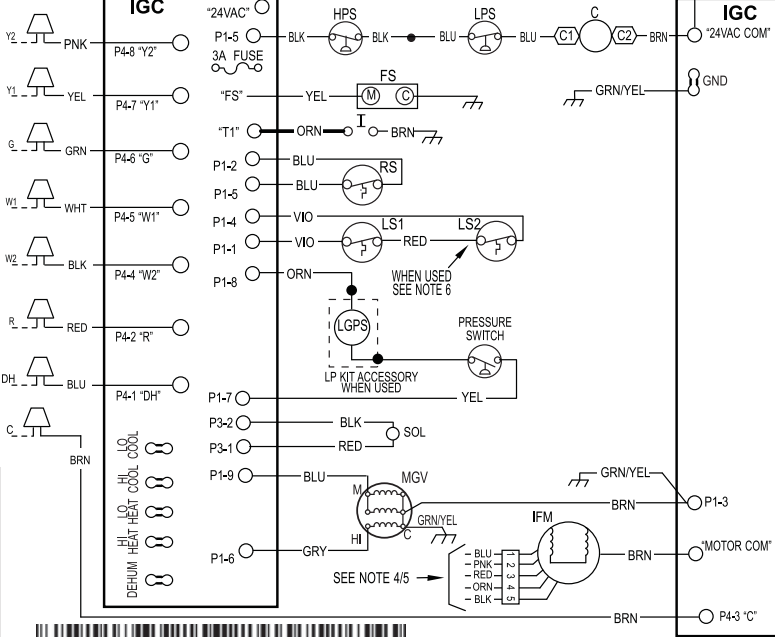 IGC
IGC
"24VAC"
HPS
LPS
C
Y2
PNK
P4-8 "Y2"
P1-5
BLK
BLK
BLU
BLU
C1
C2
BRN
"24VAC COM"
3A FUSE
FS
GND
Y1
YEL
P4-7 "Y1"
"FS"
YEL
M
C
GRN/YEL
"T1"
ORN
BRN
G
GRN
P4-6 "G"
P1-2
BLU
RS
P1-5
BLU
W1
WHT
P4-5 "W1"
P1-4
VIO
LS1
LS2
P1-1
VIO
RED
W2
BLK
P4-4 "W2"
P1-8
ORN
WHEN USED
SEE NOTE 6
R
RED
P4-2 "R"
LGPS
PRESSURE
SWITCH
LP KIT ACCESSORY
WHEN USED
DH
BLU
P4-1 "DH"
P1-7
YEL
P3-2
BLK
SOL
P3-1
RED
C
BRN
LO
COOL
HI
COOL
LO
HEAT
HI
HEAT
DEHUM
P1-9
BLU
M
MGV
GRN/YEL
BRN
P1-3
HI
C
GRN/YEL
IFM
P1-6
GRY
SEE NOTE 4/5
BLU
1
PNK
2
RED
3
ORN
4
BLK
5
BRN
"MOTOR COM"
BRN
P4-3 "C"